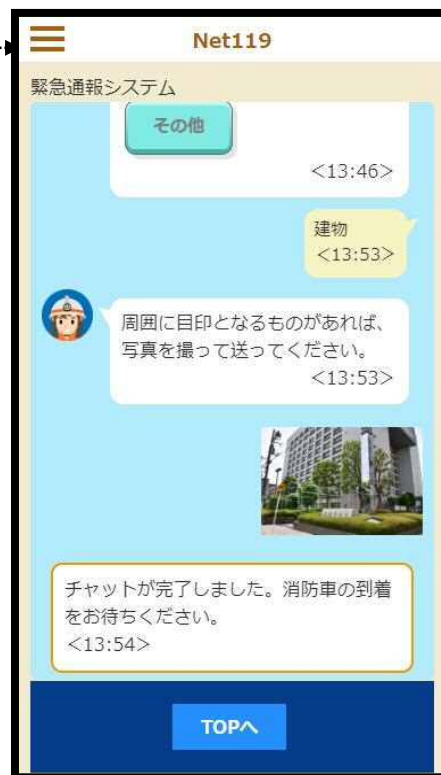 Net119
緊急通報システム
その他
<13:46>
建物
<13:53>
周囲に目印となるものがあれば、
写真を撮って送ってください。
<13:53>
チャットが完了しました。消防車の到着
をお待ちください。
<13:54>
TOPへ